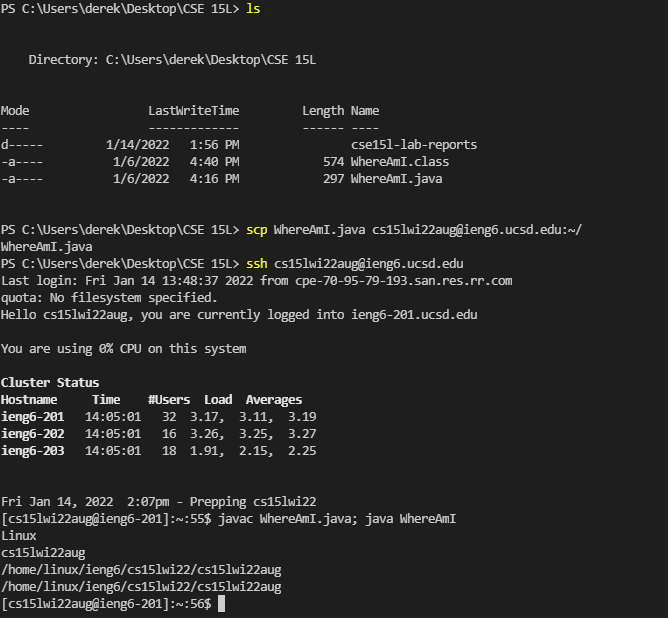 PS C:\Users\derek\Desktop\CSE 15L> ls
Directory: C:\Users\derek\Desktop\CSE 15L
Mode                 LastWriteTime         Length Name
----                 -------------         ------ ----
d-----         1/14/2022   1:56 PM                cse15l-lab-reports
-a----          1/6/2022   4:40 PM            574 WhereAmI.class
-a----          1/6/2022   4:16 PM            297 WhereAmI.java
PS C:\Users\derek\Desktop\CSE 15L> scp WhereAmI.java cs15lwi22aug@ieng6.ucsd.edu:~/
WhereAmI.java
PS C:\Users\derek\Desktop\CSE 15L> ssh cs15lwi22aug@ieng6.ucsd.edu
Last login: Fri Jan 14 13:48:37 2022 from cpe-70-95-79-193.san.res.rr.com
quota: No filesystem specified.
Hello cs15lwi22aug, you are currently logged into ieng6-201.ucsd.edu
You are using 0% CPU on this system
Cluster Status
Hostname     Time    #Users  Load  Averages
ieng6-201   14:05:01   32  3.17,  3.11,  3.19
ieng6-202   14:05:01   16  3.26,  3.25,  3.27
ieng6-203   14:05:01   18  1.91,  2.15,  2.25
Fri Jan 14, 2022  2:07pm - Prepping cs15lwi22
[cs15lwi22aug@ieng6-201]:~:55$ javac WhereAmI.java; java WhereAmI
Linux
cs15lwi22aug
/home/linux/ieng6/cs15lwi22/cs15lwi22aug
/home/linux/ieng6/cs15lwi22/cs15lwi22aug
[cs15lwi22aug@ieng6-201]:~:56$